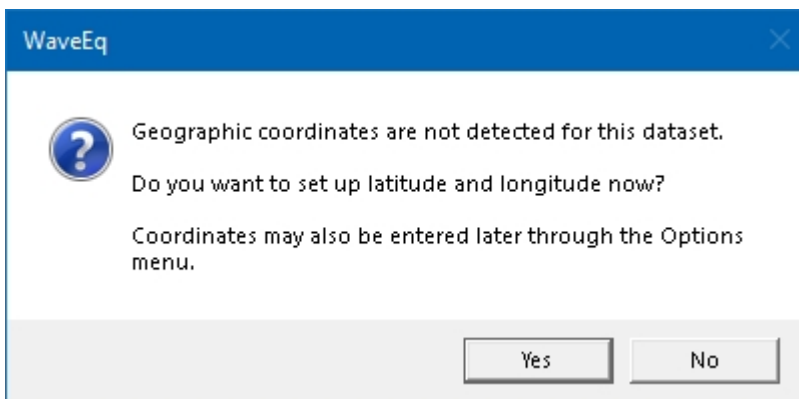 WaveEq
Geographic coordinates are not detected for this dataset.
Do you want to set up latitude and longitude now?
Coordinates may also be entered later through the Options
menu.
Yes
No